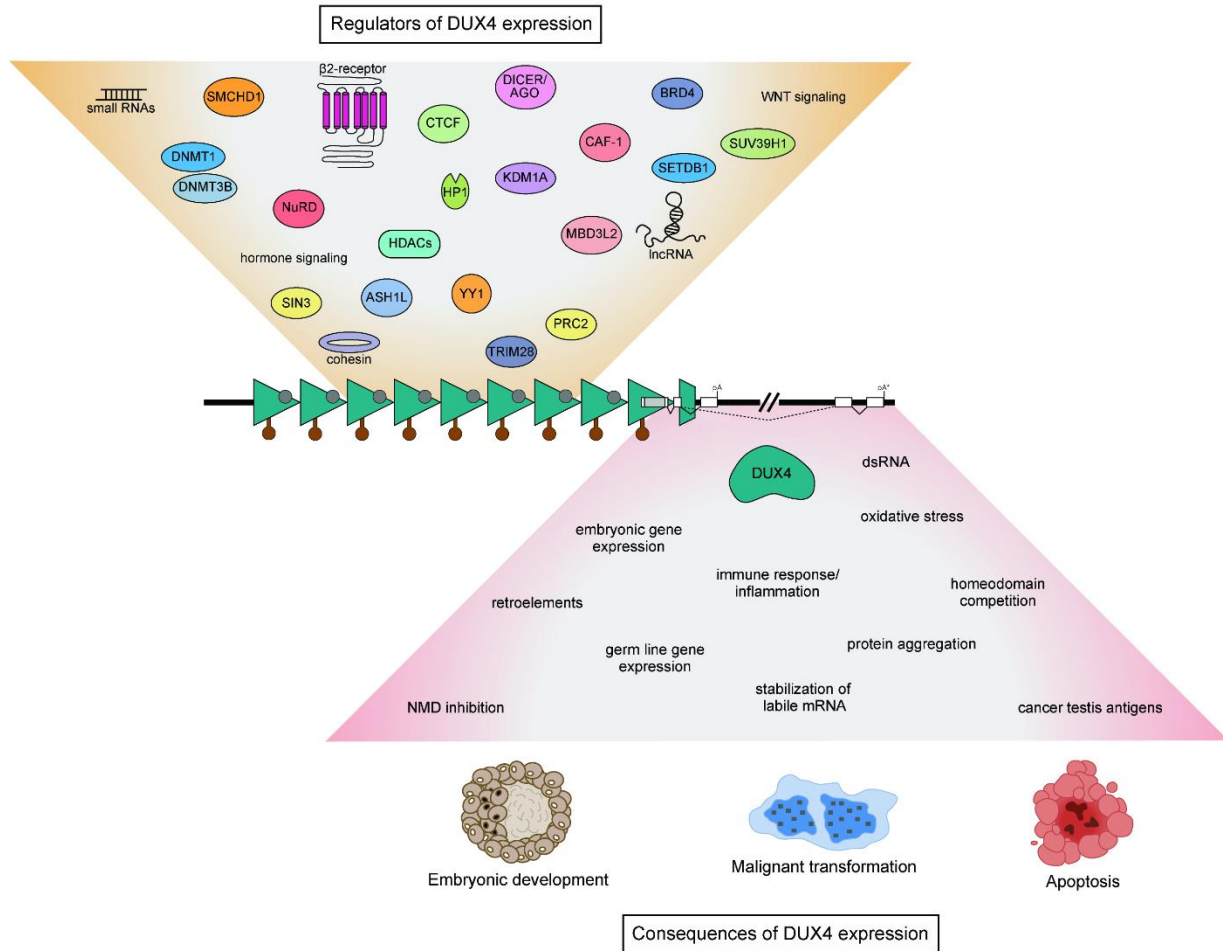 Regulators of DUX4 expression
β2-receptor
small RNAs
SMCHD1
CTCF
DICER/
AGO
BRD4
WNT signaling
DNMT1
DNMT3B
CAF-1
SUV39H1
SETDB1
NuRD
HP1
KDM1A
MBD3L2
lncRNA
hormone signaling
HDACs
SIN3
ASH1L
YY1
PRC2
cohesin
TRIM28
pA
pA*
DUX4
dsRNA
oxidative stress
embryonic gene
expression
immune response/
inflammation
homeodomain
competition
retroelements
germ line gene
expression
protein aggregation
stabilization of
labile mRNA
NMD inhibition
cancer testis antigens
Embryonic development
Malignant transformation
Apoptosis
Consequences of DUX4 expression